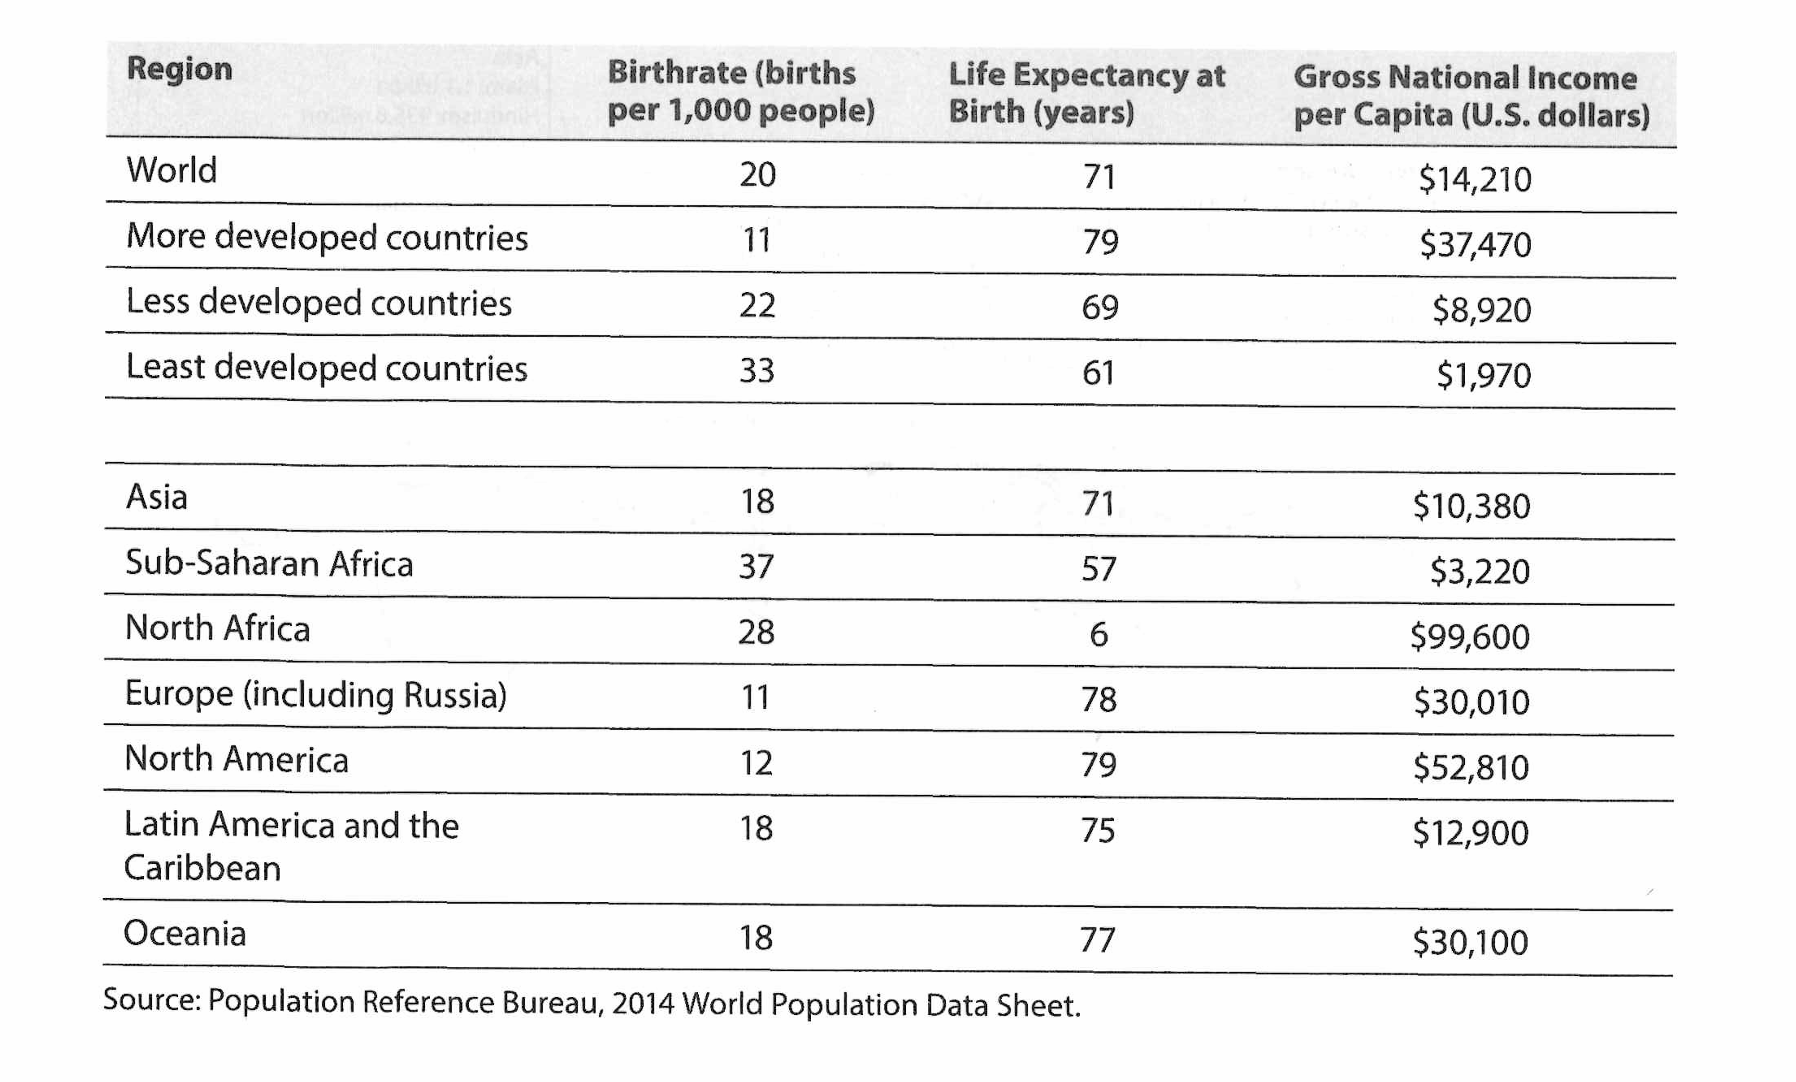 Region Birthrate (births per 1,000 people) Life Expectancy at Birth (years) Gross National Income per Capita (U.S. dollars)
World 20 71 $14,210
More developed countries 11 79 $37,470
Less developed countries 22 69 $8,920
Least developed countries 33 61 $1,970
Asia 18 71 $10,380
Sub-Saharan Africa 37 57 $3,220
North Africa 28 6 $99,600
Europe (including Russia) 11 78 $30,010
North America 12 79 $52,810
Latin America and the Caribbean 18 75 $12,900
Oceania 18 77 $30,100
Source: Population Reference Bureau, 2014 World Population Data Sheet.